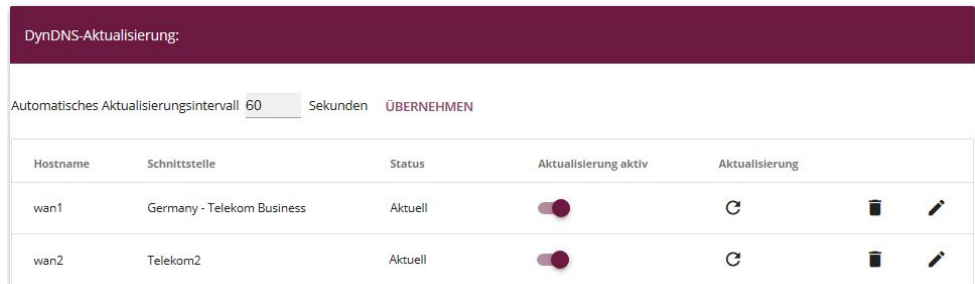 DynDNS-Aktualisierung:
Automatisches Aktualisierungsintervall 60 Sekunden ÜBERNEHMEN
Hostname Schnittstelle Status Aktualisierung aktiv Aktualisierung
wan1 Germany - Telekom Business Aktuell
wan2 Telekom2 Aktuell